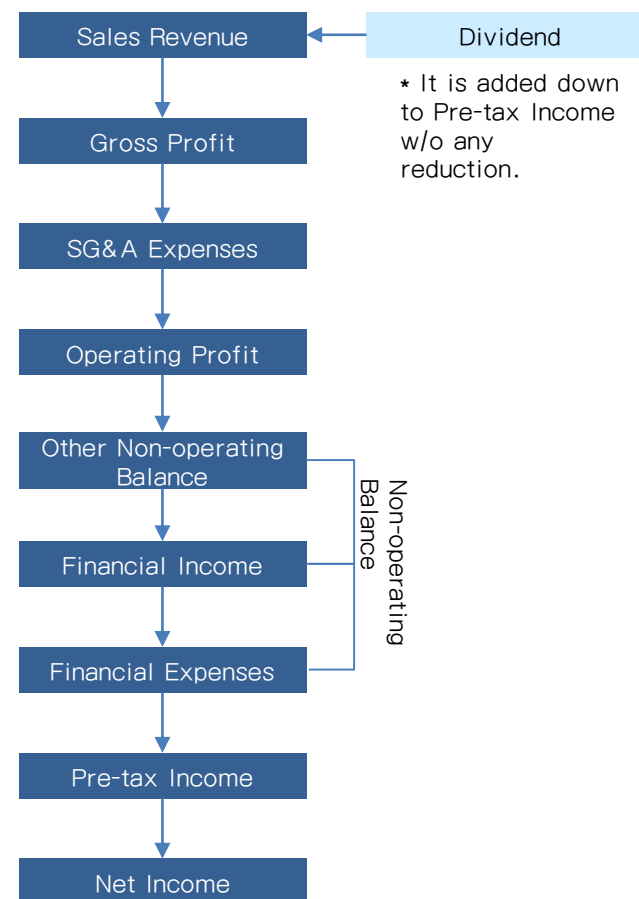 Sales Revenue
Dividend
* It is added down
to Pre-tax Income
w/o any
reduction.
Gross Profit
SG&A Expenses
Operating Profit
Other Non-operating
Balance
Non-operating
Balance
Financial Income
Financial Expenses
Pre-tax Income
Net Income